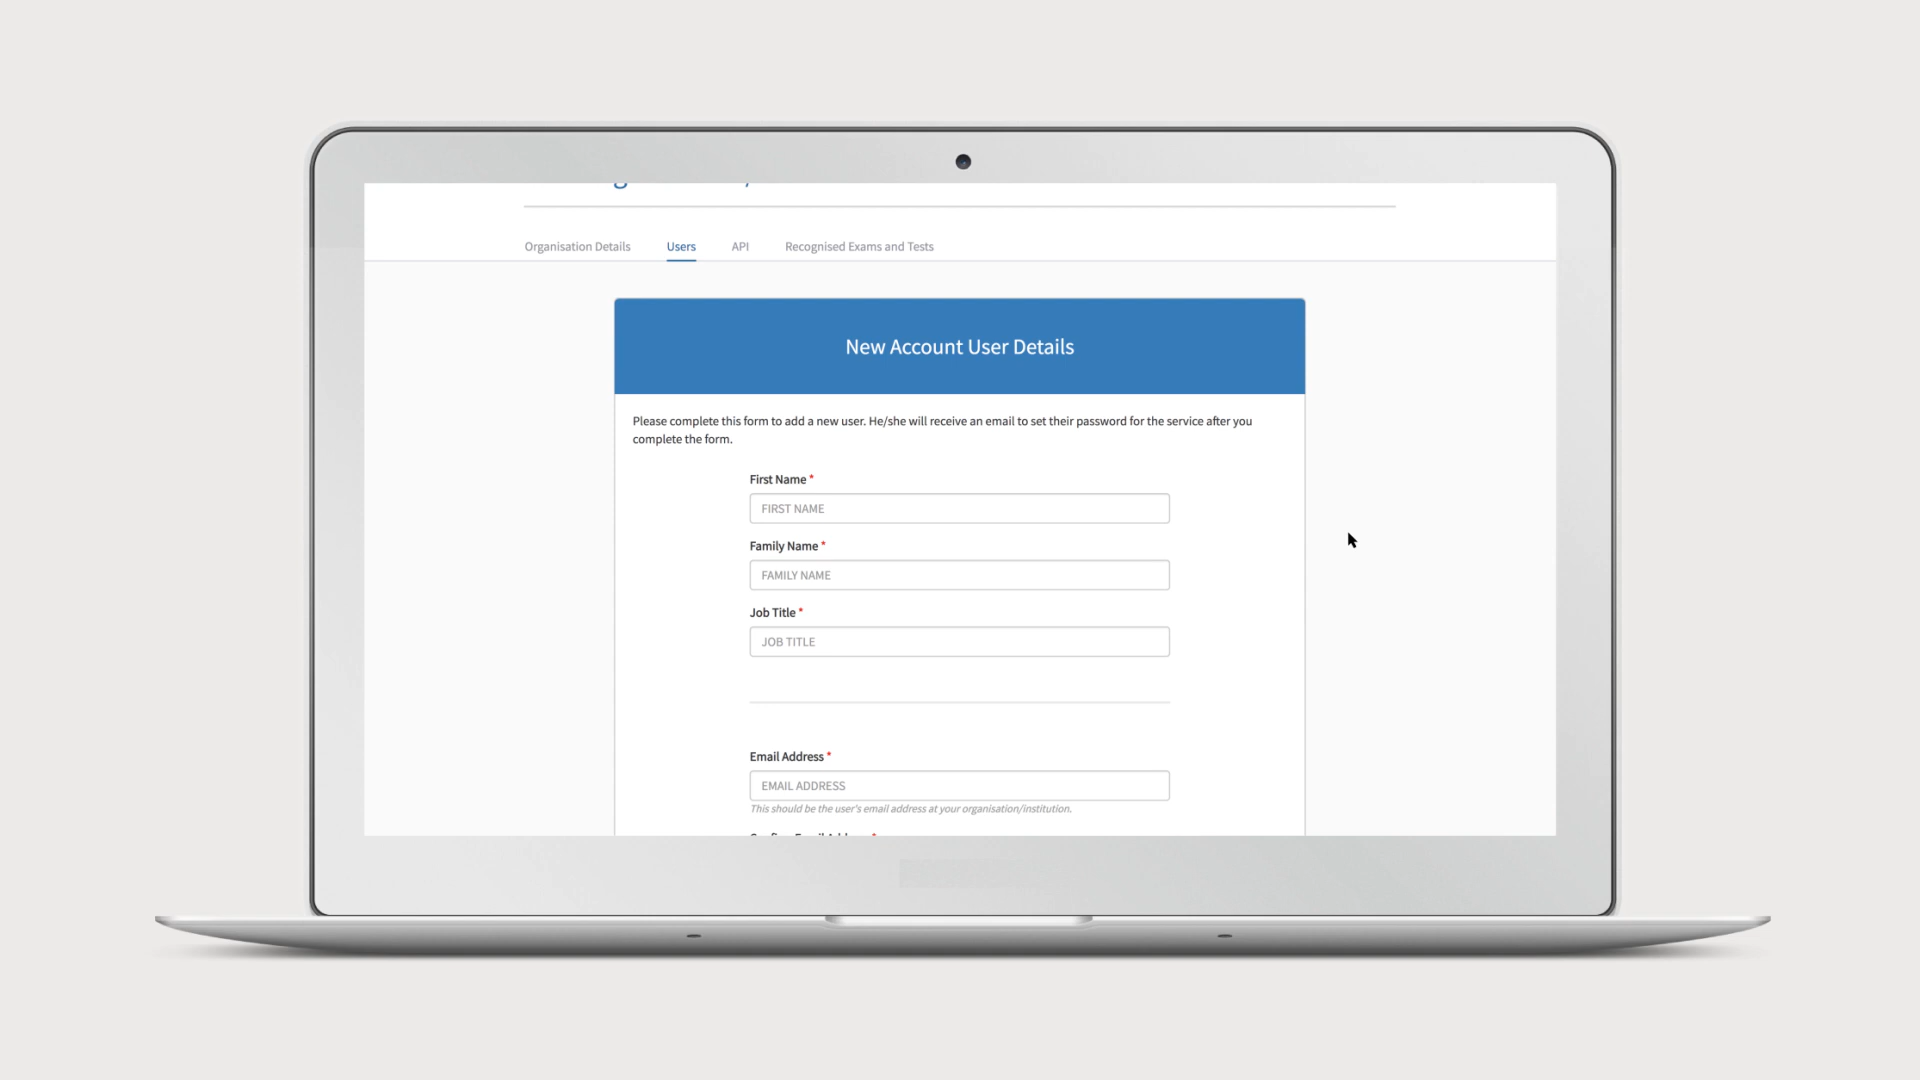 Organisation Details Users API Recognised Exams and Tests
New Account User Details
Please complete this form to add a new user. He/she will receive an email to set their password for the service after you
complete the form.
First Name *
FIRST NAME
Family Name *
FAMILY NAME
Job Title *
JOB TITLE
Email Address *
EMAIL ADDRESS
This should be the user's email address at your organisation/institution.